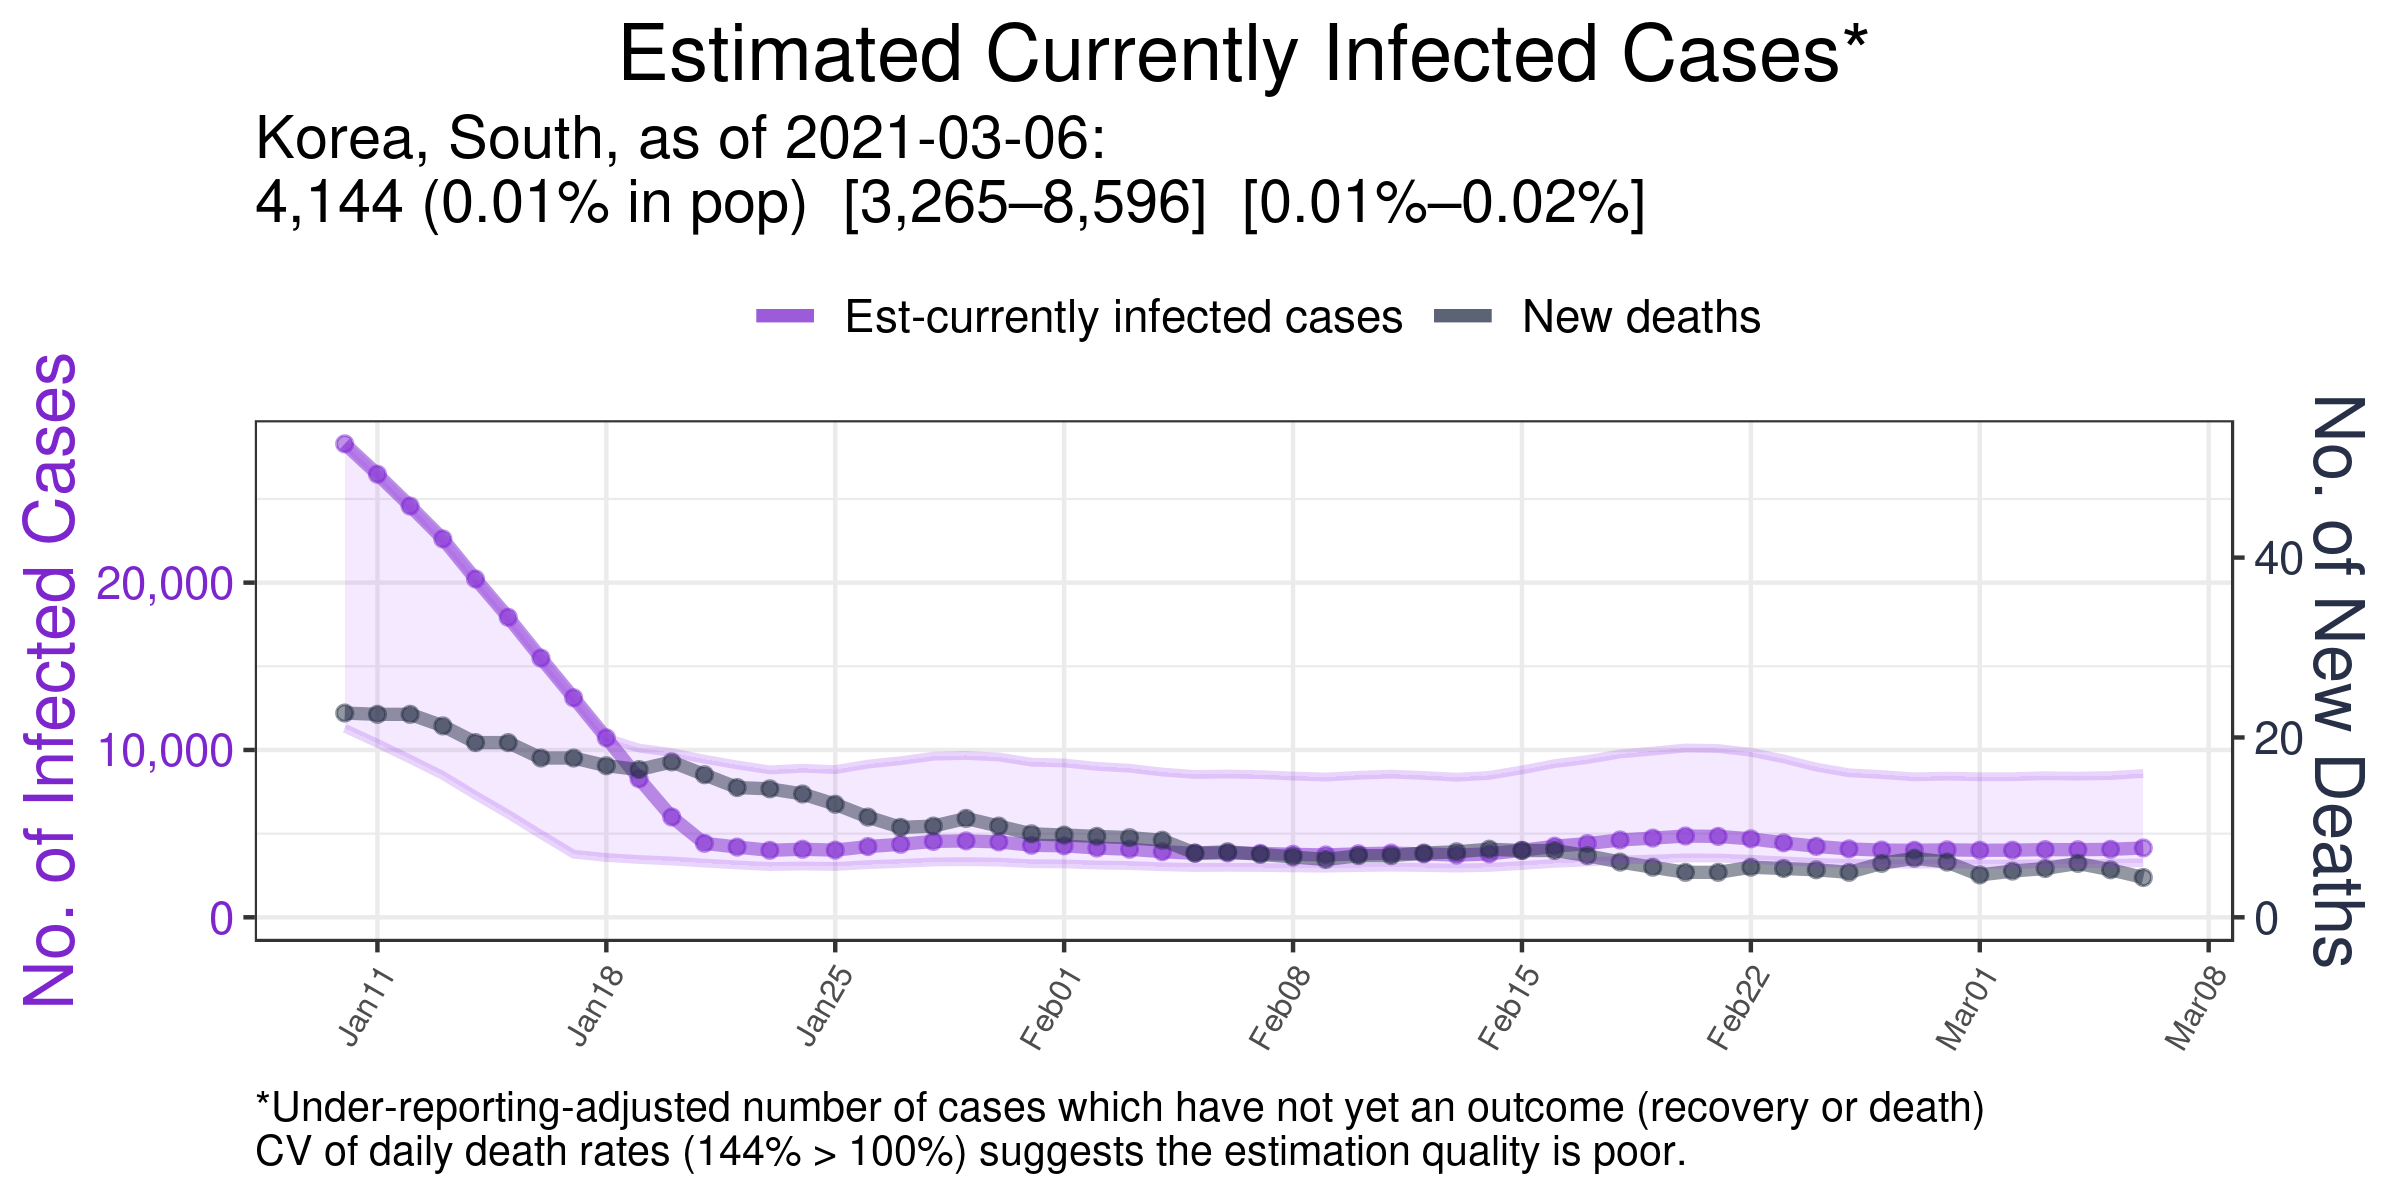 Estimated Currently Infected Cases*
Korea, South, as of 2021-03-06:
4,144 (0.01% in pop)  [3,265–8,596]  [0.01%–0.02%]
Est-currently infected cases
New deaths
No. of Infected Cases
20,000
10,000
0
40
20
0
No. of New Deaths
Jan11
Jan18
Jan25
Feb01
Feb08
Feb15
Feb22
Mar01
Mar08
*Under-reporting-adjusted number of cases which have not yet an outcome (recovery or death)
CV of daily death rates (144% > 100%) suggests the estimation quality is poor.